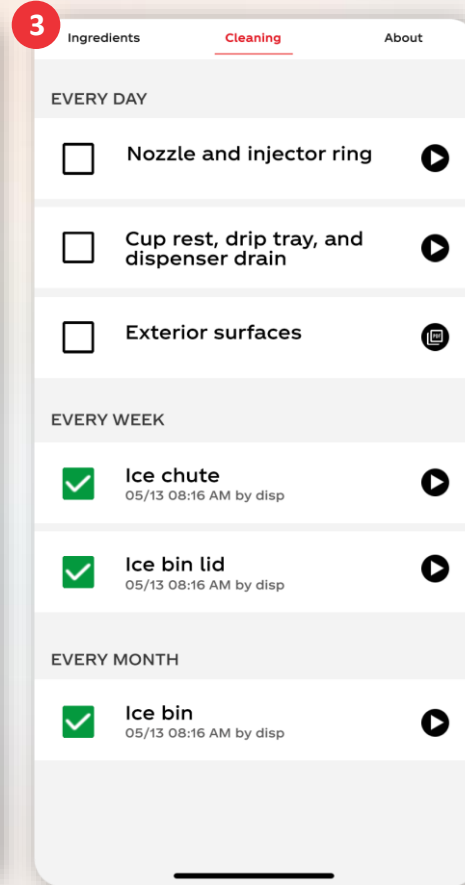 3
Ingredients Cleaning About
EVERY DAY
Nozzle and injector ring
Cup rest, drip tray, and
dispenser drain
Exterior surfaces
PDF
EVERY WEEK
Ice chute
05/13 08:16 AM by disp
Ice bin lid
05/13 08:16 AM by disp
EVERY MONTH
Ice bin
05/13 08:16 AM by disp